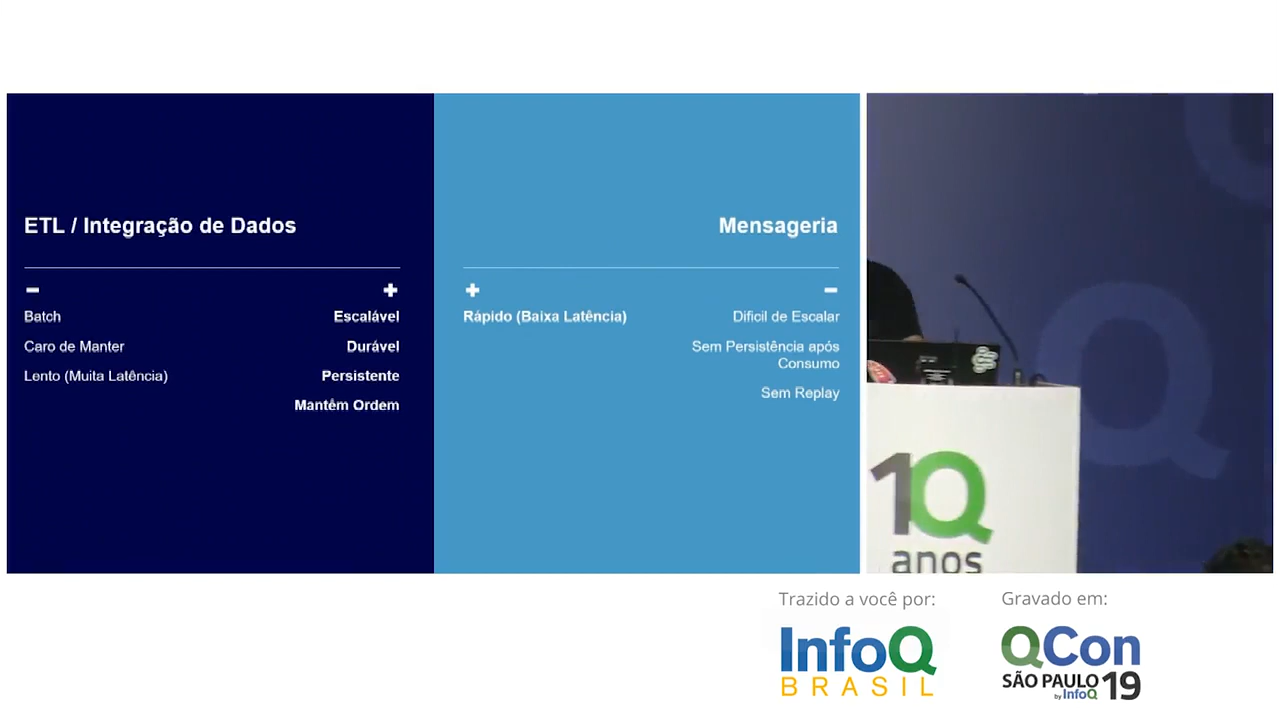 ETL / Integração de Dados
Batch
Caro de Manter
Lento (Muita Latência)
Escalável
Durável
Persistente
Mantém Ordem
Mensageria
Rápido (Baixa Latência)
Dificil de Escalar
Sem Persistência após
Consumo
Sem Replay
10
anos
Trazido a você por:
InfoQ
BRASIL
Gravado em:
QCon
SÃO PAULO 19
by InfoQ